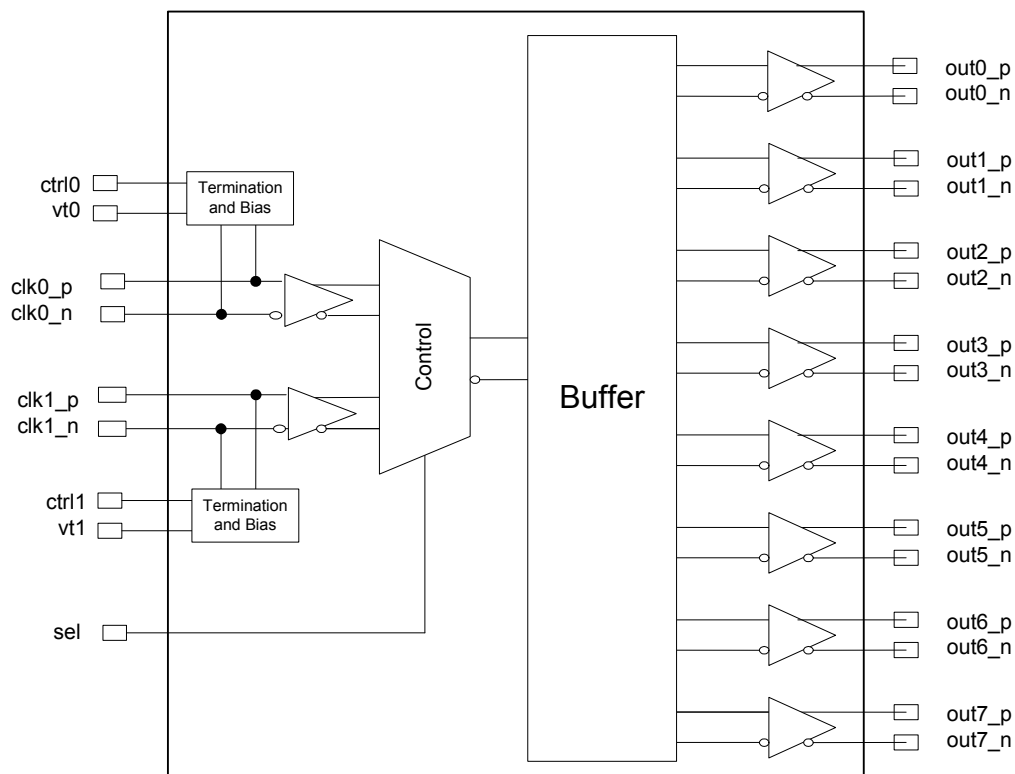 ctrl0
vt0
Termination
and Bias
clk0_p
clk0_n
clk1_p
clk1_n
ctrl1
vt1
Termination
and Bias
sel
Control
Buffer
out0_p
out0_n
out1_p
out1_n
out2_p
out2_n
out3_p
out3_n
out4_p
out4_n
out5_p
out5_n
out6_p
out6_n
out7_p
out7_n